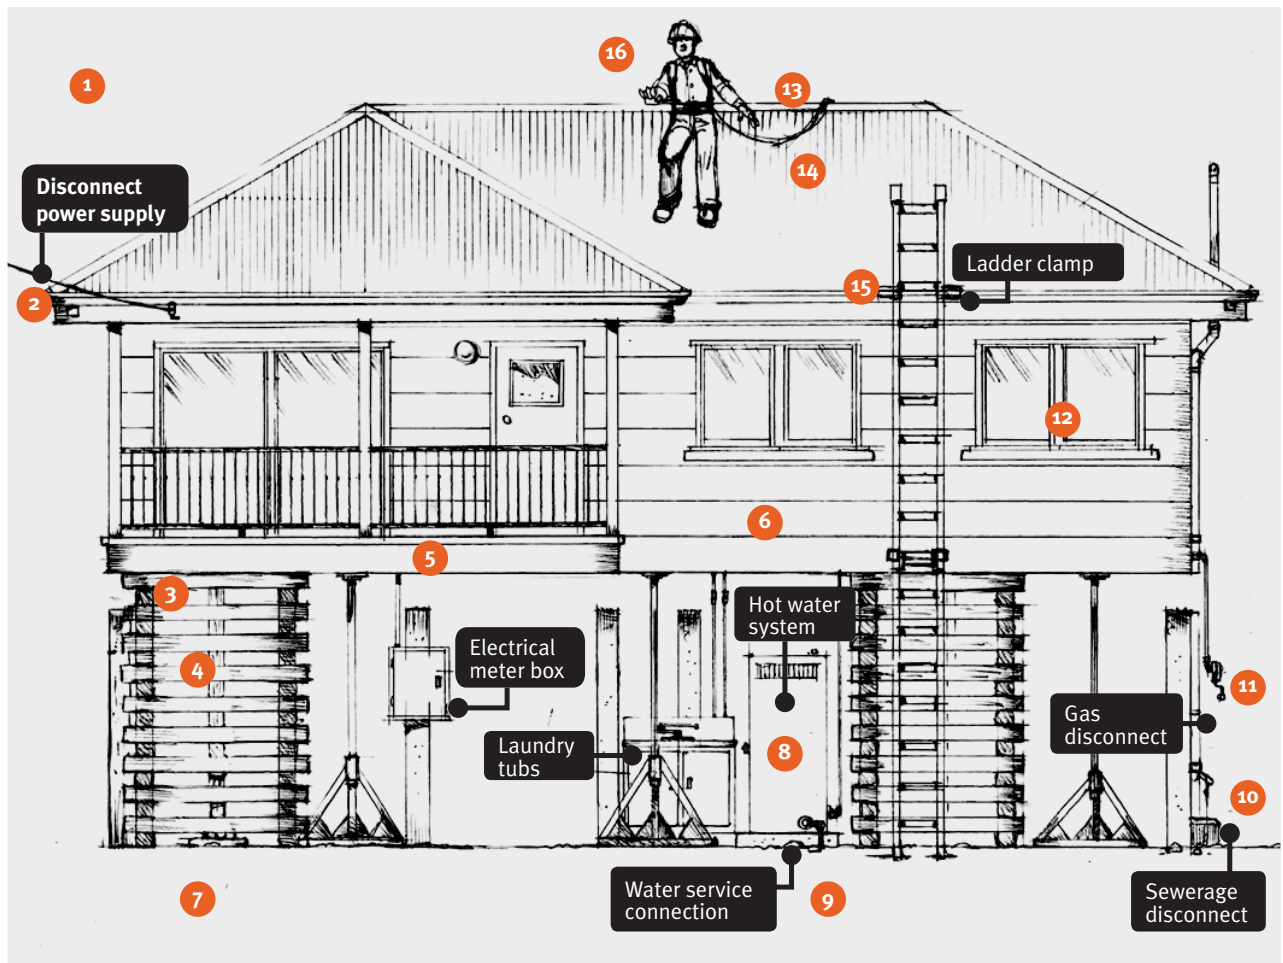 16
1
13
14
Disconnect
power supply
Ladder clamp
15
2
12
6
5
3
Hot water
system
Electrical
meter box
4
11
Gas
disconnect
Laundry
tubs
8
10
Water service
connection
9
7
Sewerage
disconnect